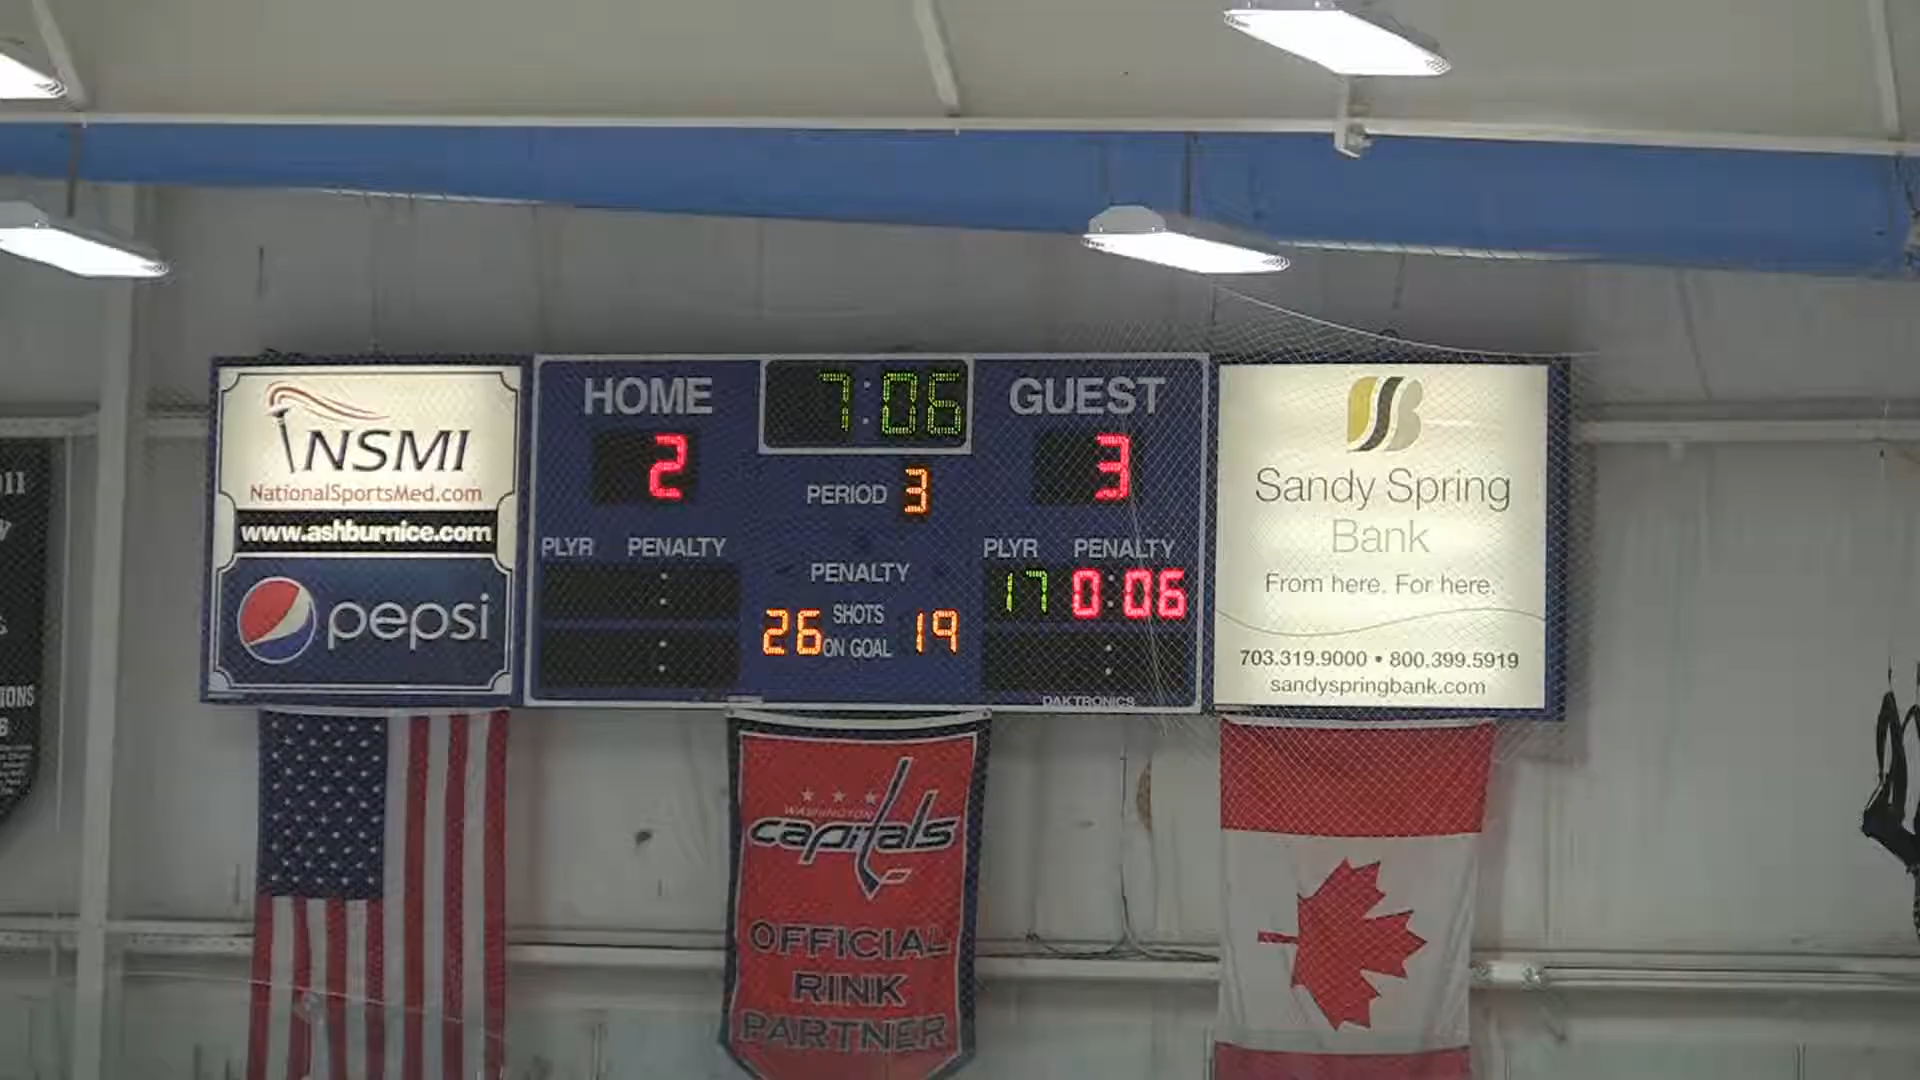 NSMI
NationalSportsMed.com
www.ashburnice.com
pepsi
HOME
7:06
GUEST
2
3
PERIOD 3
PLYR PENALTY
PLYR PENALTY
PENALTY
17 0:06
26 SHOTS 19
ON GOAL
DAKTRONICS
Sandy Spring
Bank
From here. For here.
703.319.9000 • 800.399.5919
sandyspringbank.com
WASHINGTON
capitals
OFFICIAL
RINK
PARTNER